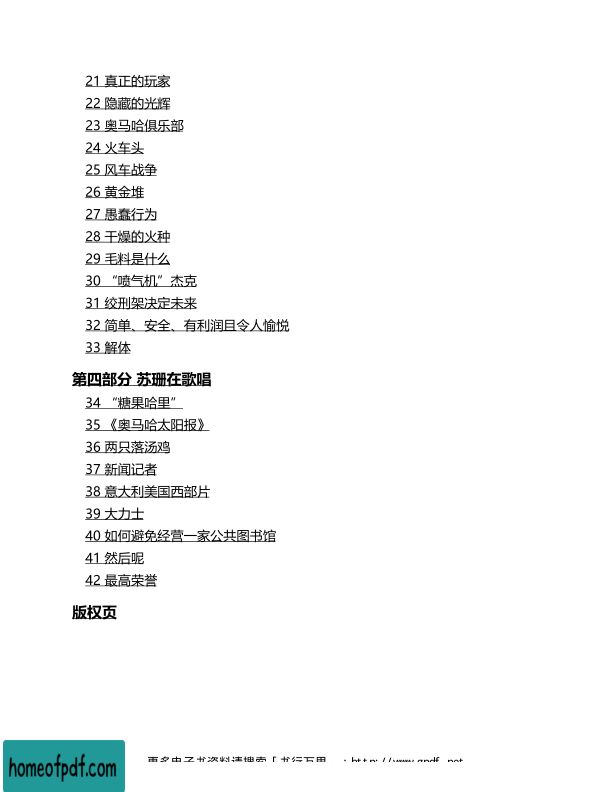 21 真正的玩家
22 隐藏的光辉
23 奥马哈俱乐部
24 火车头
25 风车战争
26 黄金堆
27 愚蠢行为
28 干燥的火种
29 毛料是什么
30 “喷气机”杰克
31 绞刑架决定未来
32 简单、安全、有利润且令人愉悦
33 解体
第四部分 苏珊在歌唱
34 “糖果哈里”
35 《奥马哈太阳报》
36 两只落汤鸡
37 新闻记者
38 意大利美国西部片
39 大力士
40 如何避免经营一家公共图书馆
41 然后呢
42 最高荣誉
版权页
更多电子书资料请搜索「书行万里
homeofpdf.com